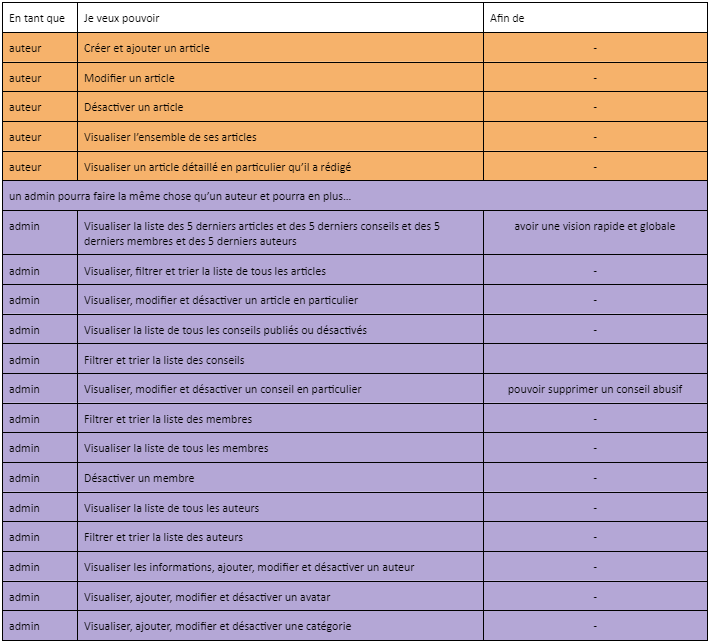 En tant que Je veux pouvoir Afin de
auteur Créer et ajouter un article -
auteur Modifier un article -
auteur Désactiver un article -
auteur Visualiser l’ensemble de ses articles -
auteur Visualiser un article détaillé en particulier qu’il a rédigé -
un admin pourra faire la même chose qu’un auteur et pourra en plus...
admin Visualiser la liste des 5 derniers articles et des 5 derniers conseils et des 5 avoir une vision rapide et globale
derniers membres et des 5 derniers auteurs
admin Visualiser, filtrer et trier la liste de tous les articles -
admin Visualiser, modifier et désactiver un article en particulier -
admin Visualiser la liste de tous les conseils publiés ou désactivés -
admin Filtrer et trier la liste des conseils
admin Visualiser, modifier et désactiver un conseil en particulier pouvoir supprimer un conseil abusif
admin Filtrer et trier la liste des membres -
admin Visualiser la liste de tous les membres -
admin Désactiver un membre -
admin Visualiser la liste de tous les auteurs -
admin Filtrer et trier la liste des auteurs -
admin Visualiser les informations, ajouter, modifier et désactiver un auteur -
admin Visualiser, ajouter, modifier et désactiver un avatar -
admin Visualiser, ajouter, modifier et désactiver une catégorie -